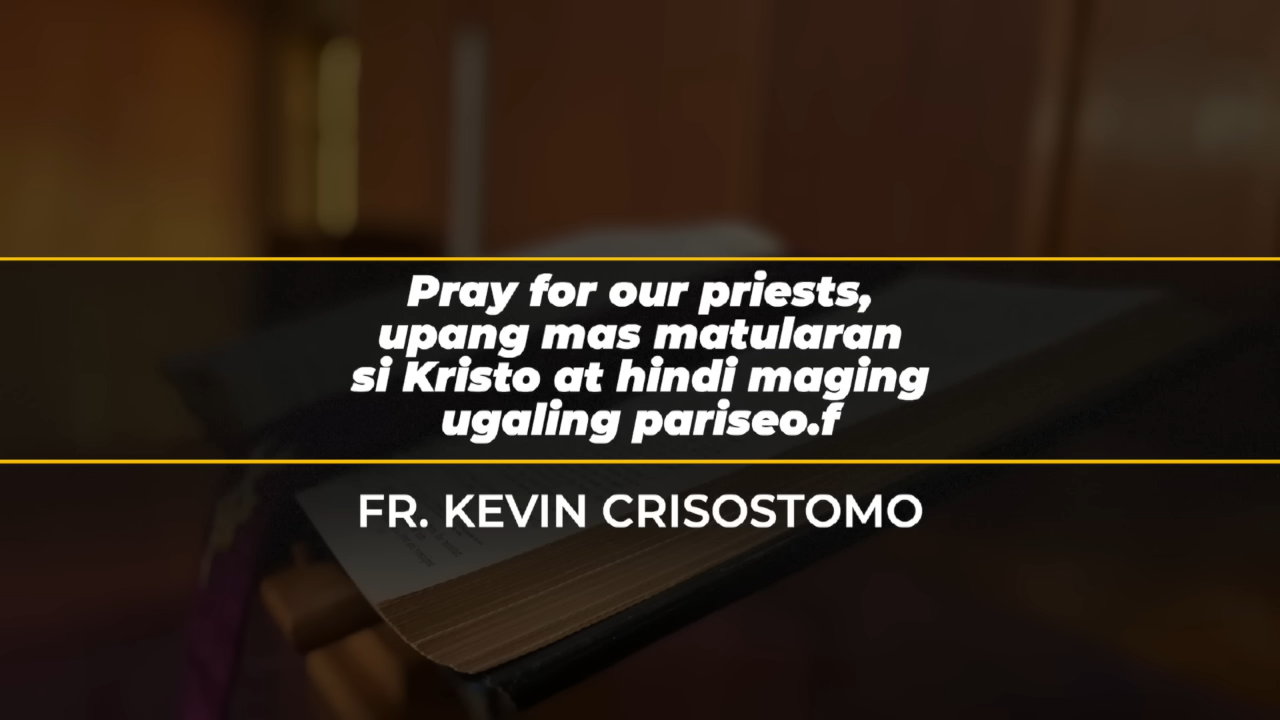 Pray for our priests,
upang mas matularan
si Kristo at hindi maging
ugaling pariseo.f
FR. KEVIN CRISOSTOMO